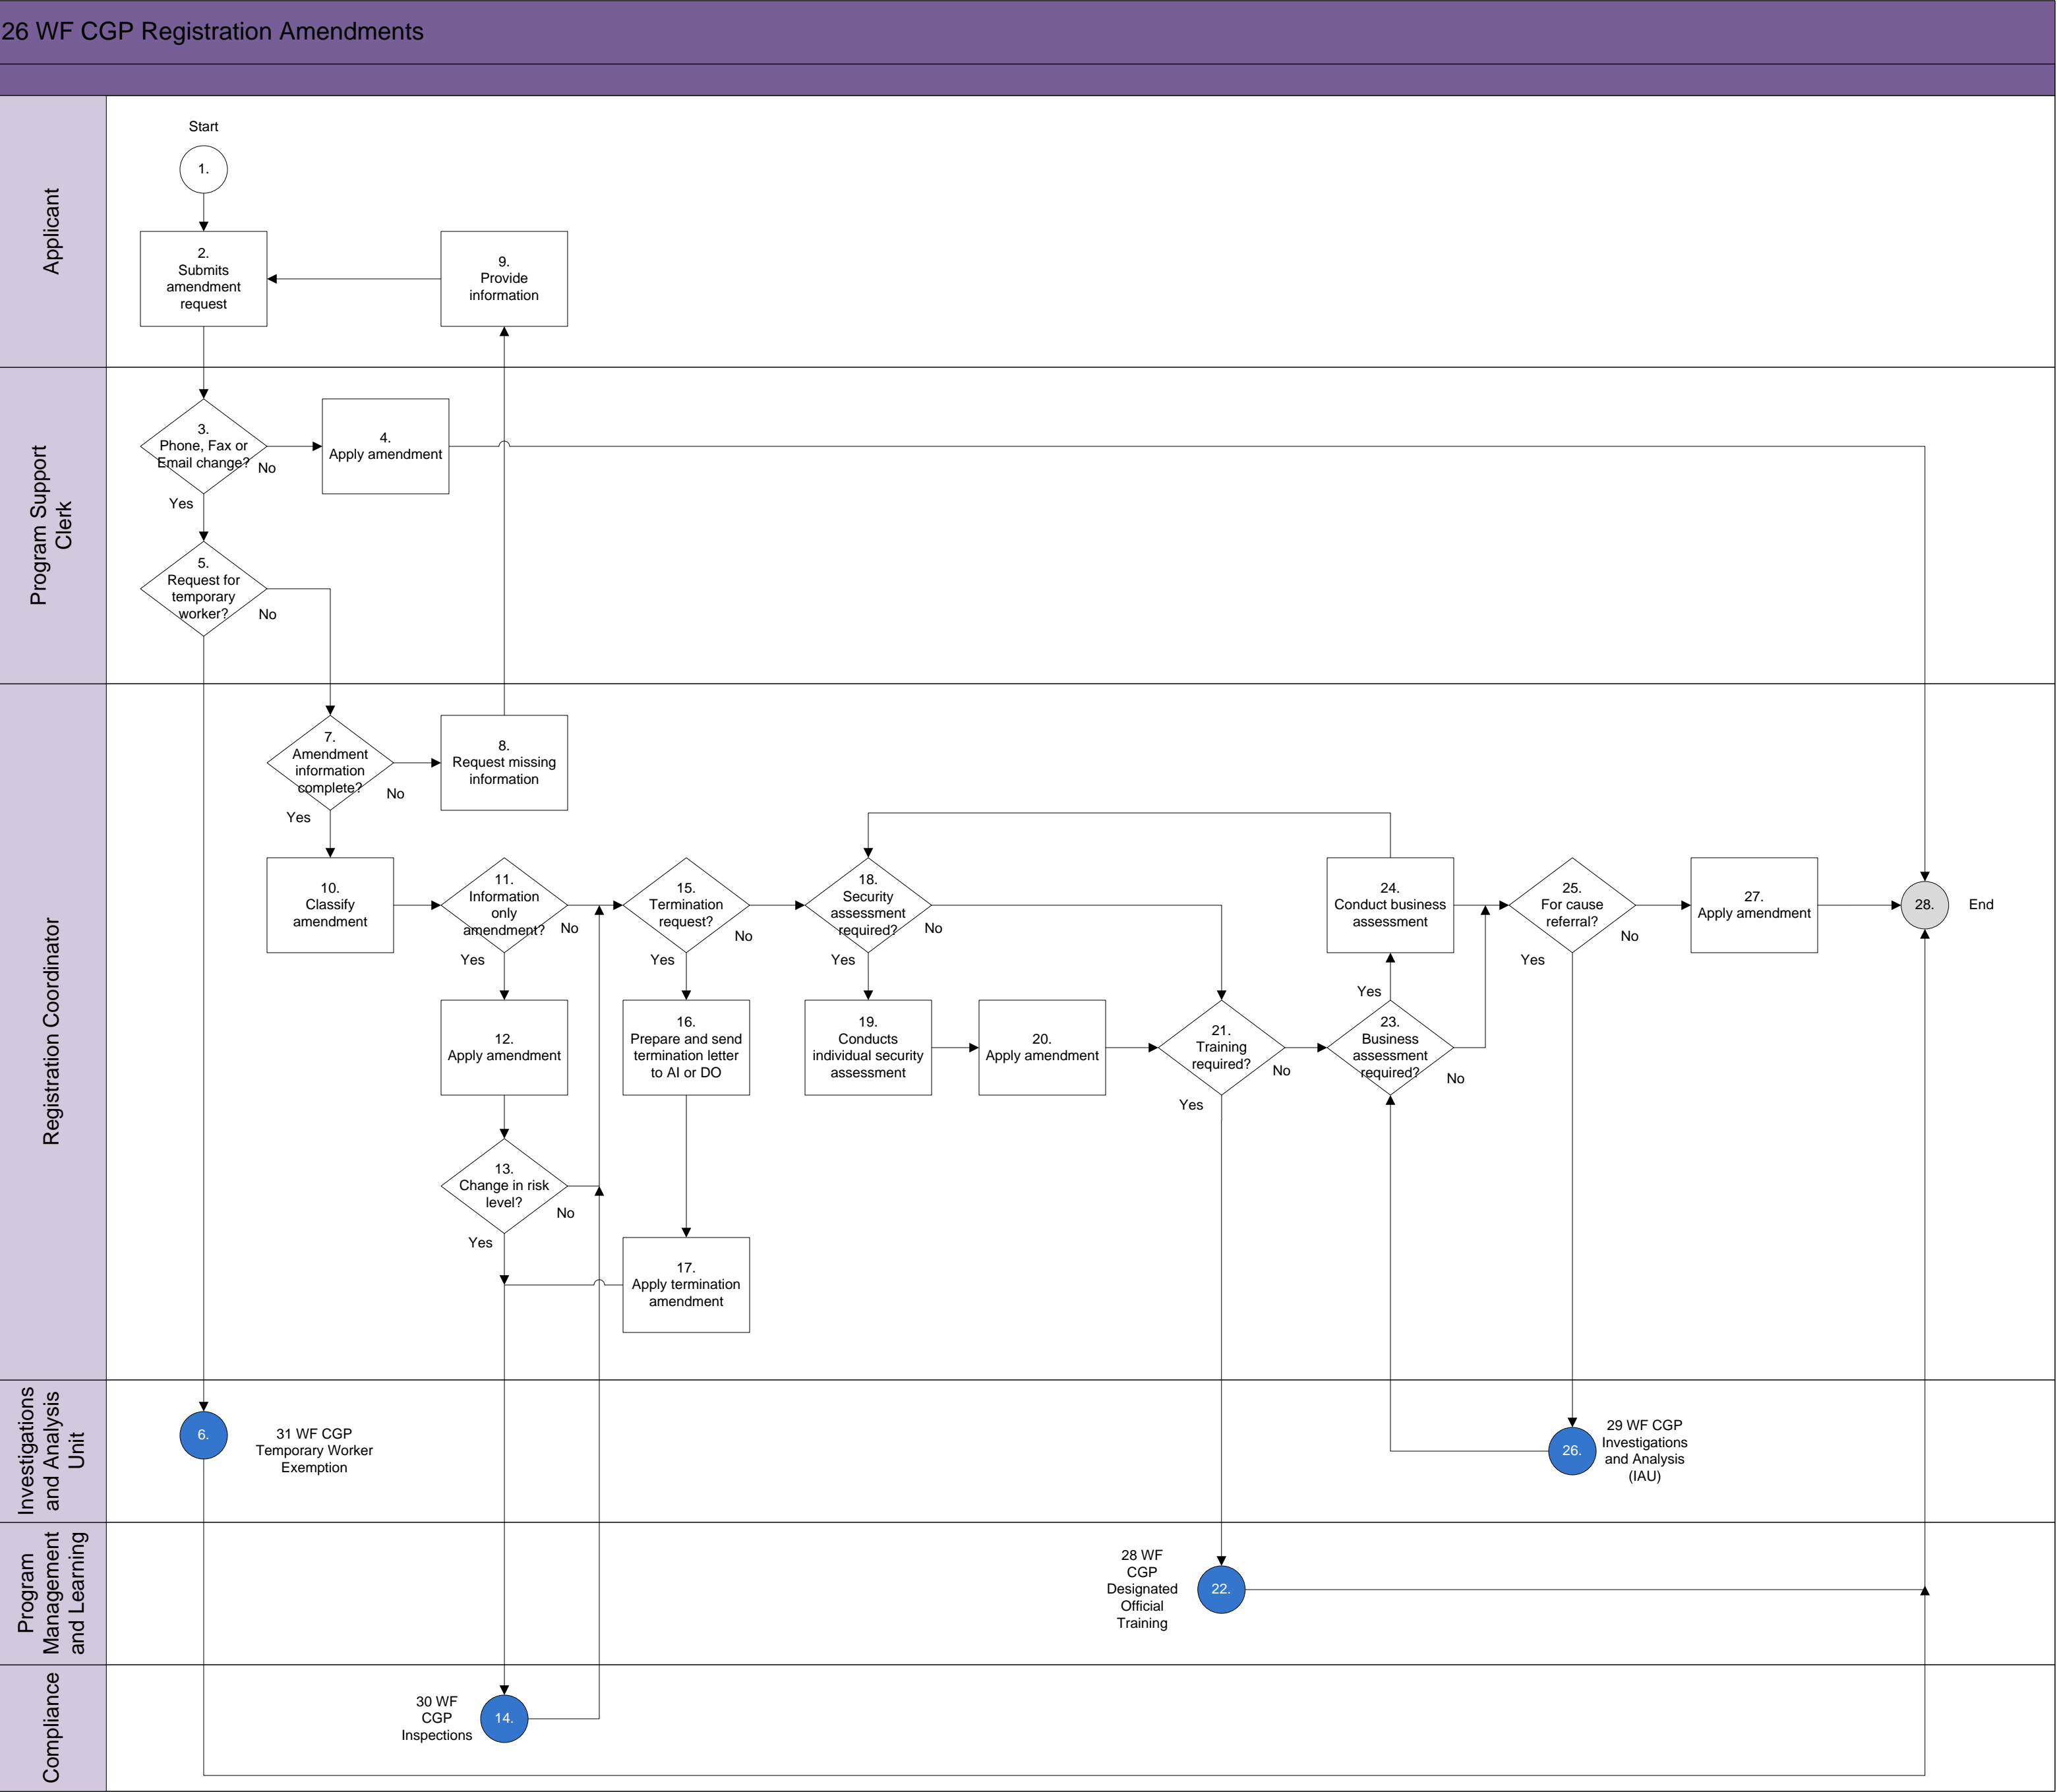 26 WF CGP Registration Amendments
Applicant
Start
1.
2.
Submits
amendment
request
9.
Provide
information
Program Support
Clerk
3.
Phone, Fax or
Email change?
No
Yes
4.
Apply amendment
5.
Request for
temporary
worker?
No
Registration Coordinator
7.
Amendment
information
complete?
No
Yes
8.
Request missing
information
10.
Classify
amendment
11.
Information
only
amendment?
No
Yes
15.
Termination
request?
No
Yes
18.
Security
assessment
required?
No
Yes
24.
Conduct business
assessment
25.
For cause
referral?
No
Yes
27.
Apply amendment
28.
End
12.
Apply amendment
16.
Prepare and send
termination letter
to AI or DO
19.
Conducts
individual security
assessment
20.
Apply amendment
21.
Training
required?
No
Yes
23.
Business
assessment
required?
Yes
No
13.
Change in risk
level?
No
Yes
17.
Apply termination
amendment
Investigations
and Analysis
Unit
6.
31 WF CGP
Temporary Worker
Exemption
26.
29 WF CGP
Investigations
and Analysis
(IAU)
Program
Management
and Learning
28 WF
CGP
Designated
Official
Training
22.
Compliance
30 WF
CGP
Inspections
14.